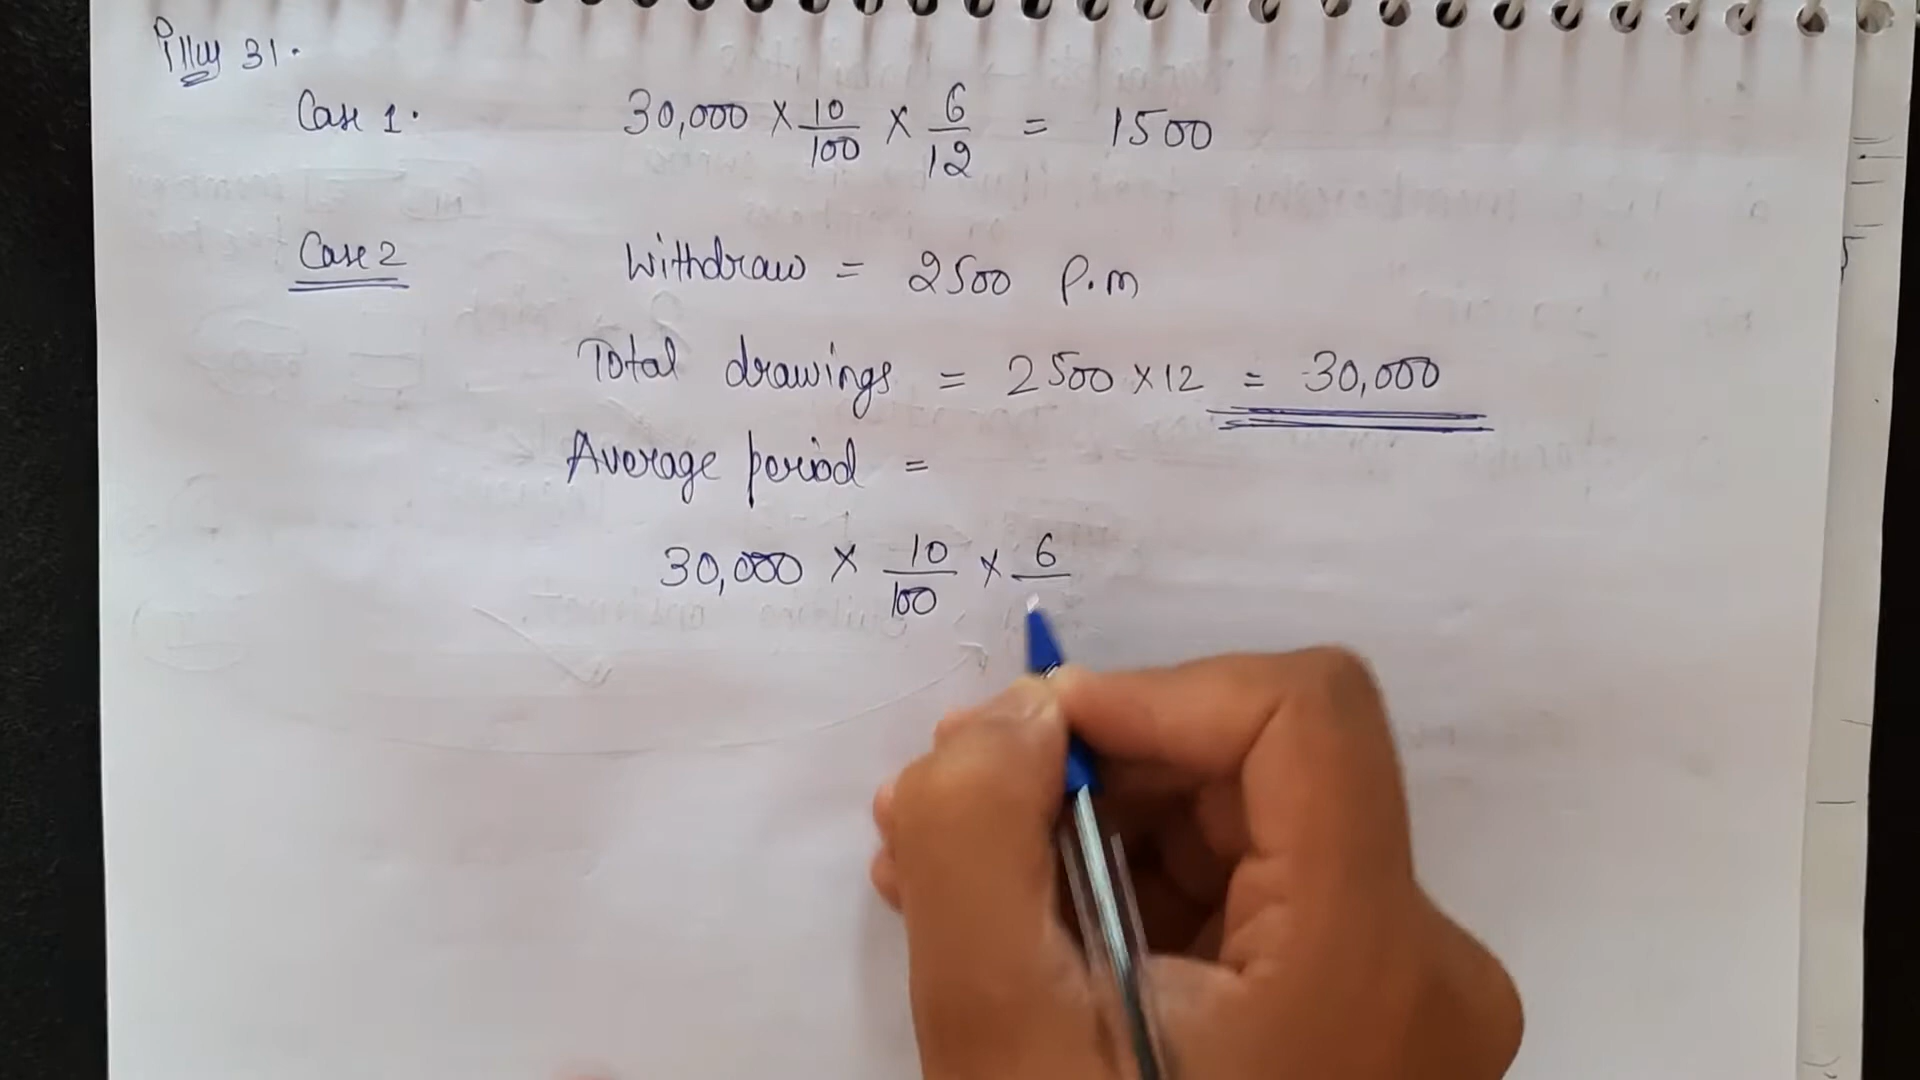 Illus 31.
Case 1. 30,000 × 10/100 × 6/12 = 1500
Case 2 Withdraw = 2500 P.m
Total drawings = 2500 × 12 = 30,000
Average period =
30,000 × 10/100 × 6/